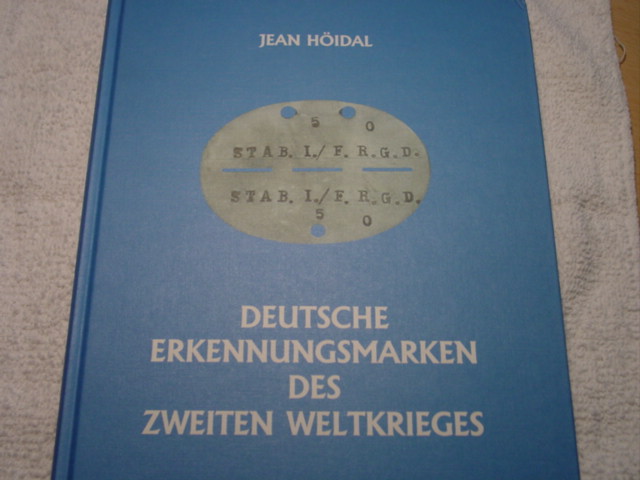 JEAN HÖIDAL
5 0
STAB. I./F. R.G.D.
STAB. I./F. R.G.D.
5 0
DEUTSCHE
ERKENNUNGSMARKEN
DES
ZWEITEN WELTKRIEGES